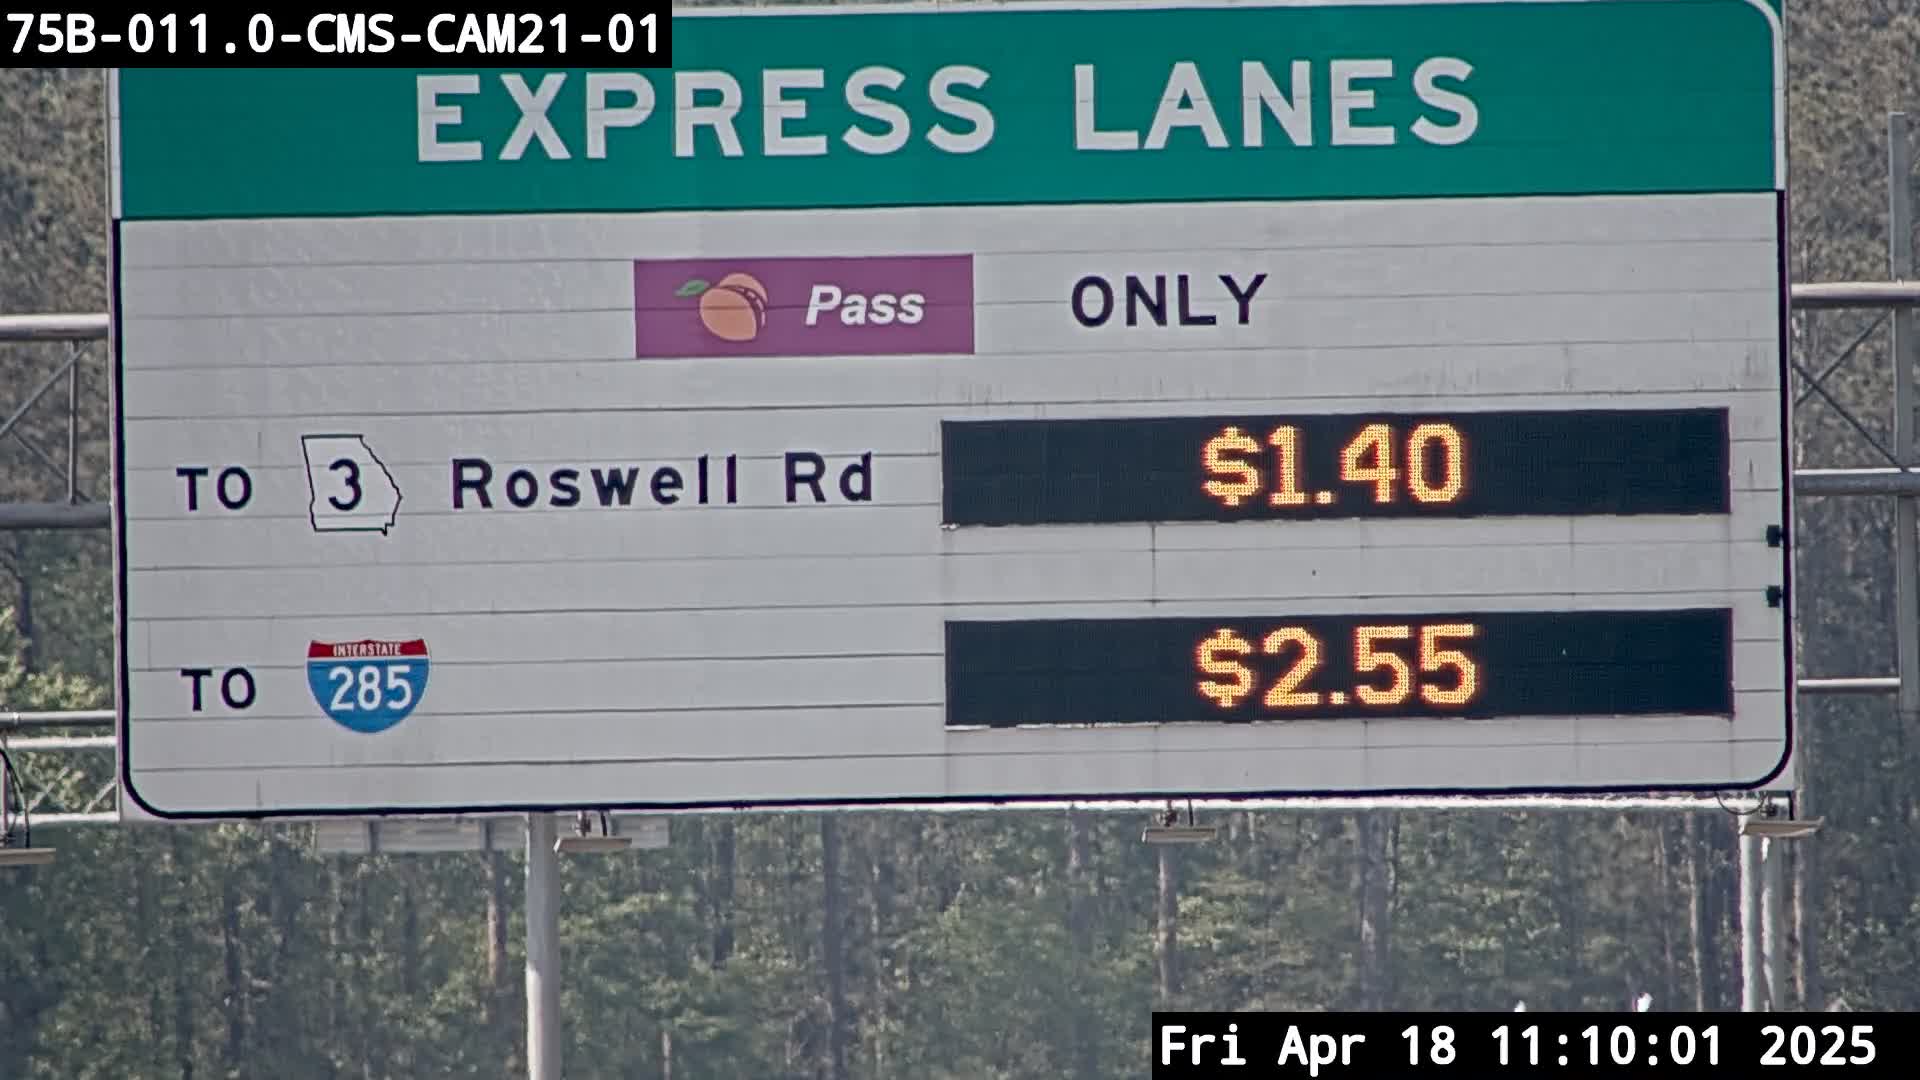 75B-011.0-CMS-CAM21-01
EXPRESS LANES
Pass ONLY
TO 3 Roswell Rd $1.40
TO INTERSTATE 285 $2.55
Fri Apr 18 11:10:01 2025